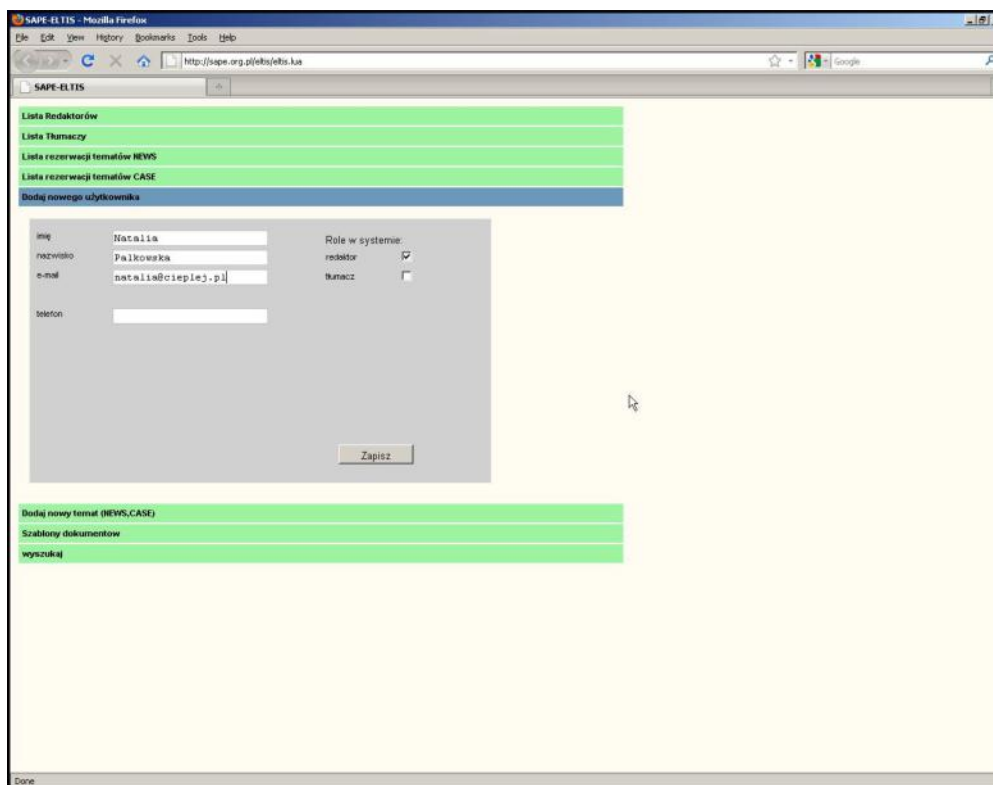 SAPE-ELTIS - Mozilla Firefox
File Edit View History Bookmarks Tools Help
http://sape.org.pl/eltis/eltis.lua
Google
SAPE-ELTIS
Lista Redaktorów
Lista Tłumaczy
Lista rezerwacji tematów NEWS
Lista rezerwacji tematów CASE
Dodaj nowego użytkownika
imię Natalia Role w systemie:
nazwisko Palkowska redaktor
e-mail natalia@cieplej.pl tłumacz
telefon
Zapisz
Dodaj nowy temat (NEWS,CASE)
Szablony dokumentow
wyszukaj
Done